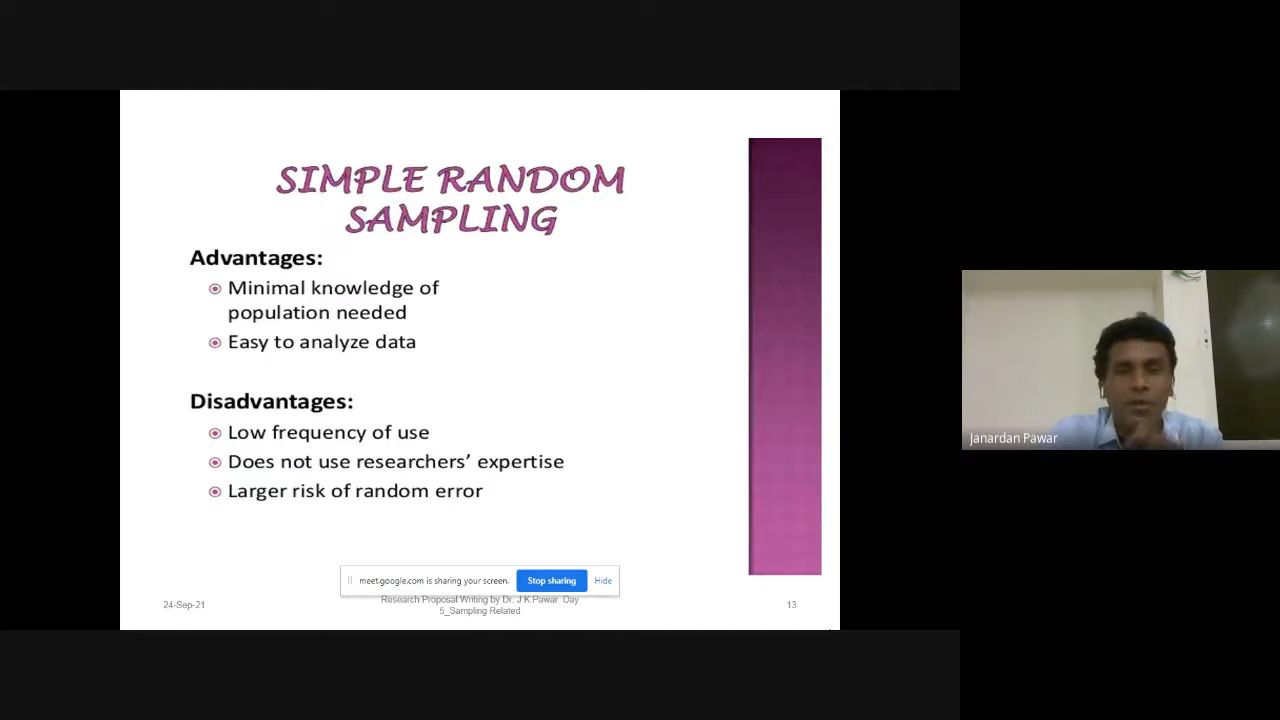 SIMPLE RANDOM
SAMPLING
Advantages:
Minimal knowledge of
population needed
Easy to analyze data
Disadvantages:
Low frequency of use
Does not use researchers’ expertise
Larger risk of random error
meet.google.com is sharing your screen.
Stop sharing
Hide
24-Sep-21
Research Proposal Writing by Dr. J K Pawar Day
5_Sampling Related
13
Janardan Pawar